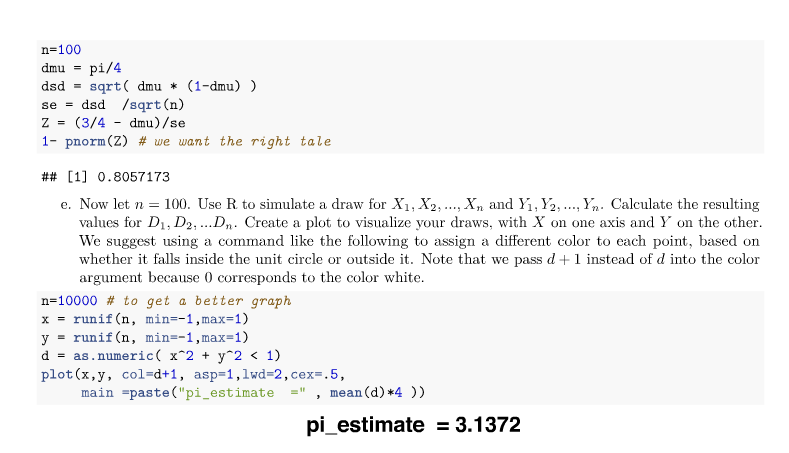 n=100
dmu = pi/4
dsd = sqrt( dmu * (1-dmu) )
se = dsd  /sqrt(n)
Z = (3/4 - dmu)/se
1- pnorm(Z) # we want the right tale
## [1] 0.8057173
e. Now let n = 100. Use R to simulate a draw for X₁, X₂, ..., Xₙ and Y₁, Y₂, ..., Yₙ. Calculate the resulting
values for D₁, D₂, ...Dₙ. Create a plot to visualize your draws, with X on one axis and Y on the other.
We suggest using a command like the following to assign a different color to each point, based on
whether it falls inside the unit circle or outside it. Note that we pass d + 1 instead of d into the color
argument because 0 corresponds to the color white.
n=10000 # to get a better graph
x = runif(n, min=-1,max=1)
y = runif(n, min=-1,max=1)
d = as.numeric( x^2 + y^2 < 1)
plot(x,y, col=d+1, asp=1,lwd=2,cex=.5,
     main =paste("pi_estimate  =" , mean(d)*4 ))
pi_estimate  = 3.1372